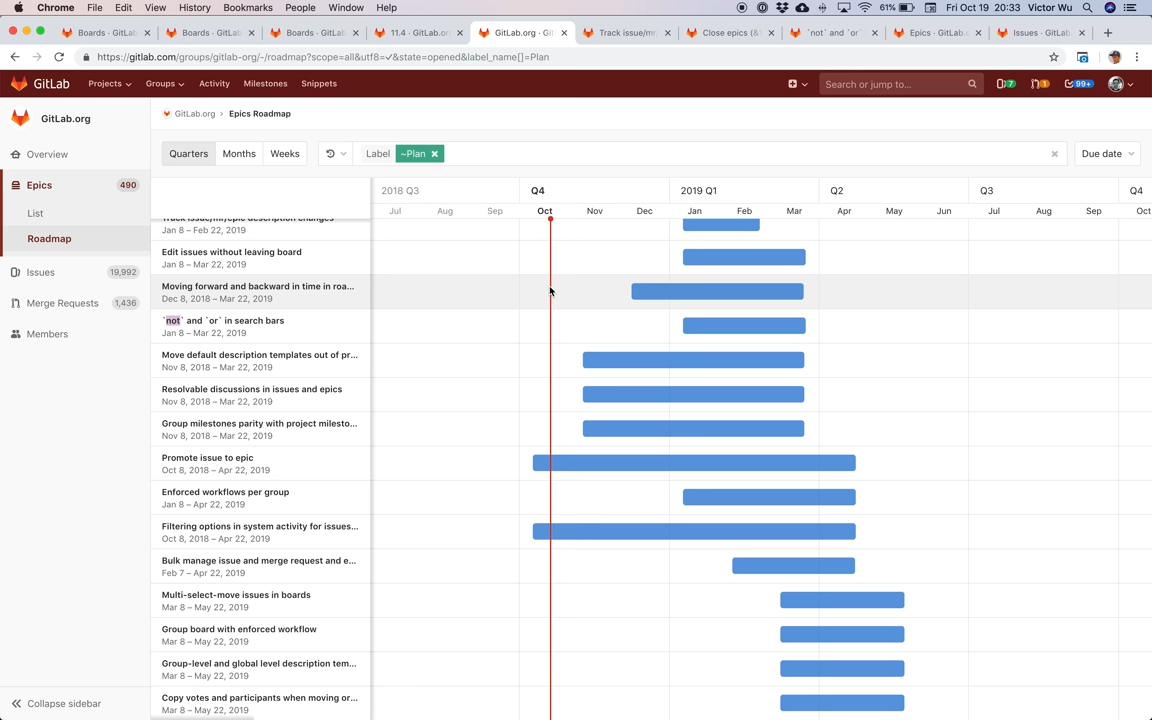 Chrome File Edit View History Bookmarks People Window Help 61% Fri Oct 19 20:33 Victor Wu
Boards · GitLab Boards · GitLab Boards · GitLab 11.4 · GitLab.or GitLab.org · Git Track issue/mr Close epics (& `not` and `or` Epics · GitLab. Issues · GitLab
https://gitlab.com/groups/gitlab-org/-/roadmap?scope=all&utf8=✓&state=opened&label_name[]=Plan
GitLab Projects Groups Activity Milestones Snippets Search or jump to... 7 1 99+
GitLab.org
GitLab.org › Epics Roadmap
Overview
Epics 490
List
Roadmap
Issues 19,992
Merge Requests 1,436
Members
Collapse sidebar
Quarters Months Weeks Label ~Plan × Due date
2018 Q3 Q4 2019 Q1 Q2 Q3 Q4
Jul Aug Sep Oct Nov Dec Jan Feb Mar Apr May Jun Jul Aug Sep Oct
Track issue/mr/epic description changes
Jan 8 – Feb 22, 2019
Edit issues without leaving board
Jan 8 – Mar 22, 2019
Moving forward and backward in time in roa...
Dec 8, 2018 – Mar 22, 2019
`not` and `or` in search bars
Jan 8 – Mar 22, 2019
Move default description templates out of pr...
Nov 8, 2018 – Mar 22, 2019
Resolvable discussions in issues and epics
Nov 8, 2018 – Mar 22, 2019
Group milestones parity with project milesto...
Nov 8, 2018 – Mar 22, 2019
Promote issue to epic
Oct 8, 2018 – Apr 22, 2019
Enforced workflows per group
Jan 8 – Apr 22, 2019
Filtering options in system activity for issues...
Oct 8, 2018 – Apr 22, 2019
Bulk manage issue and merge request and e...
Feb 7 – Apr 22, 2019
Multi-select-move issues in boards
Mar 8 – May 22, 2019
Group board with enforced workflow
Mar 8 – May 22, 2019
Group-level and global level description tem...
Mar 8 – May 22, 2019
Copy votes and participants when moving or...
Mar 8 – May 22, 2019